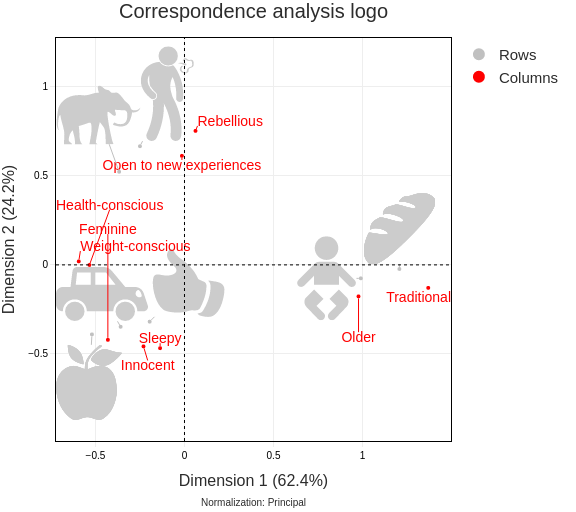 Correspondence analysis logo
Rows
Columns
Rebellious
Open to new experiences
Health-conscious
Feminine
Weight-conscious
Traditional
Older
Sleepy
Innocent
1
0.5
0
−0.5
−0.5
0
0.5
1
Dimension 2 (24.2%)
Dimension 1 (62.4%)
Normalization: Principal